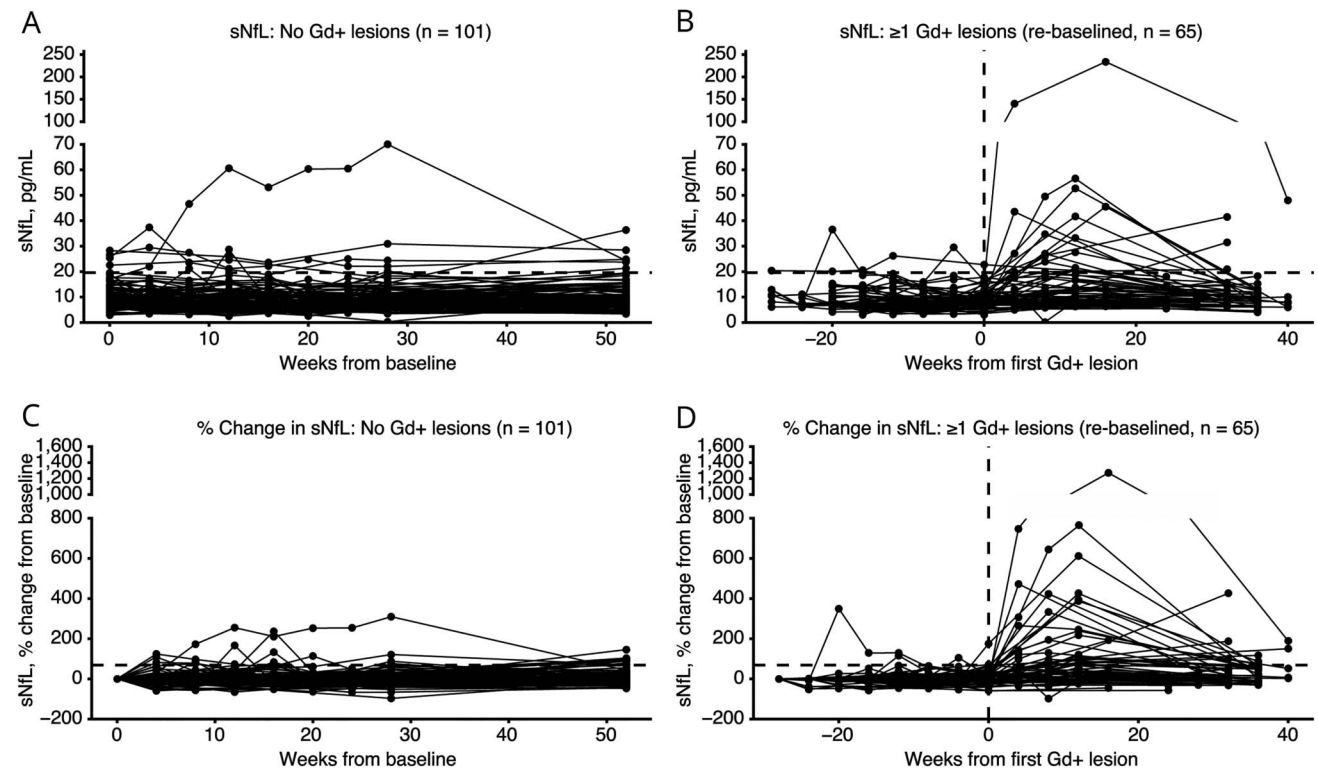 A
sNfL: No Gd+ lesions (n = 101)
sNfL, pg/mL
250
200
150
100
70
60
50
40
30
20
10
0
0 10 20 30 40 50
Weeks from baseline
B
sNfL: ≥1 Gd+ lesions (re-baselined, n = 65)
sNfL, pg/mL
250
200
150
100
70
60
50
40
30
20
10
0
−20 0 20 40
Weeks from first Gd+ lesion
C
% Change in sNfL: No Gd+ lesions (n = 101)
sNfL, % change from baseline
1,600
1,400
1,200
1,000
800
600
400
200
0
−200
0 10 20 30 40 50
Weeks from baseline
D
% Change in sNfL: ≥1 Gd+ lesions (re-baselined, n = 65)
sNfL, % change from baseline
1,600
1,400
1,200
1,000
800
600
400
200
0
−200
−20 0 20 40
Weeks from first Gd+ lesion